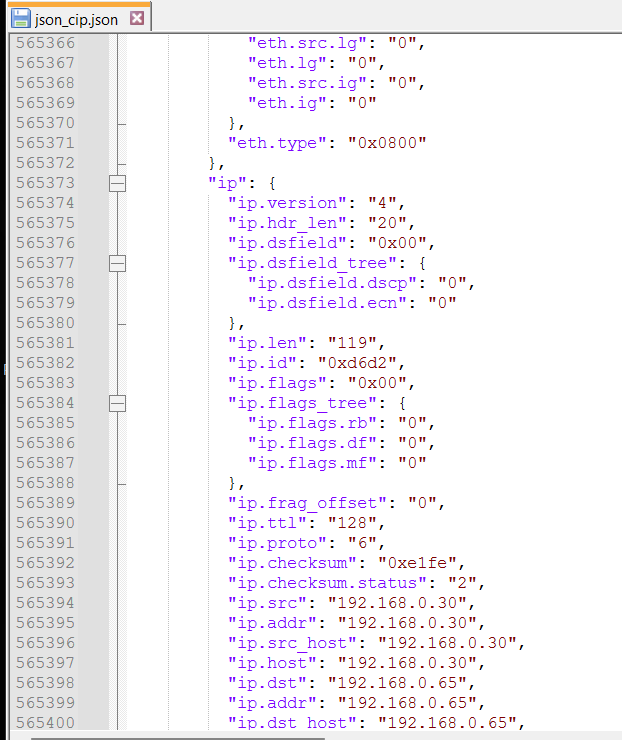 json_cip.json
565366 "eth.src.lg": "0",
565367 "eth.lg": "0",
565368 "eth.src.ig": "0",
565369 "eth.ig": "0"
565370 },
565371 "eth.type": "0x0800"
565372 },
565373 "ip": {
565374 "ip.version": "4",
565375 "ip.hdr_len": "20",
565376 "ip.dsfield": "0x00",
565377 "ip.dsfield_tree": {
565378 "ip.dsfield.dscp": "0",
565379 "ip.dsfield.ecn": "0"
565380 },
565381 "ip.len": "119",
565382 "ip.id": "0xd6d2",
565383 "ip.flags": "0x00",
565384 "ip.flags_tree": {
565385 "ip.flags.rb": "0",
565386 "ip.flags.df": "0",
565387 "ip.flags.mf": "0"
565388 },
565389 "ip.frag_offset": "0",
565390 "ip.ttl": "128",
565391 "ip.proto": "6",
565392 "ip.checksum": "0xe1fe",
565393 "ip.checksum.status": "2",
565394 "ip.src": "192.168.0.30",
565395 "ip.addr": "192.168.0.30",
565396 "ip.src_host": "192.168.0.30",
565397 "ip.host": "192.168.0.30",
565398 "ip.dst": "192.168.0.65",
565399 "ip.addr": "192.168.0.65",
565400 "ip.dst_host": "192.168.0.65",